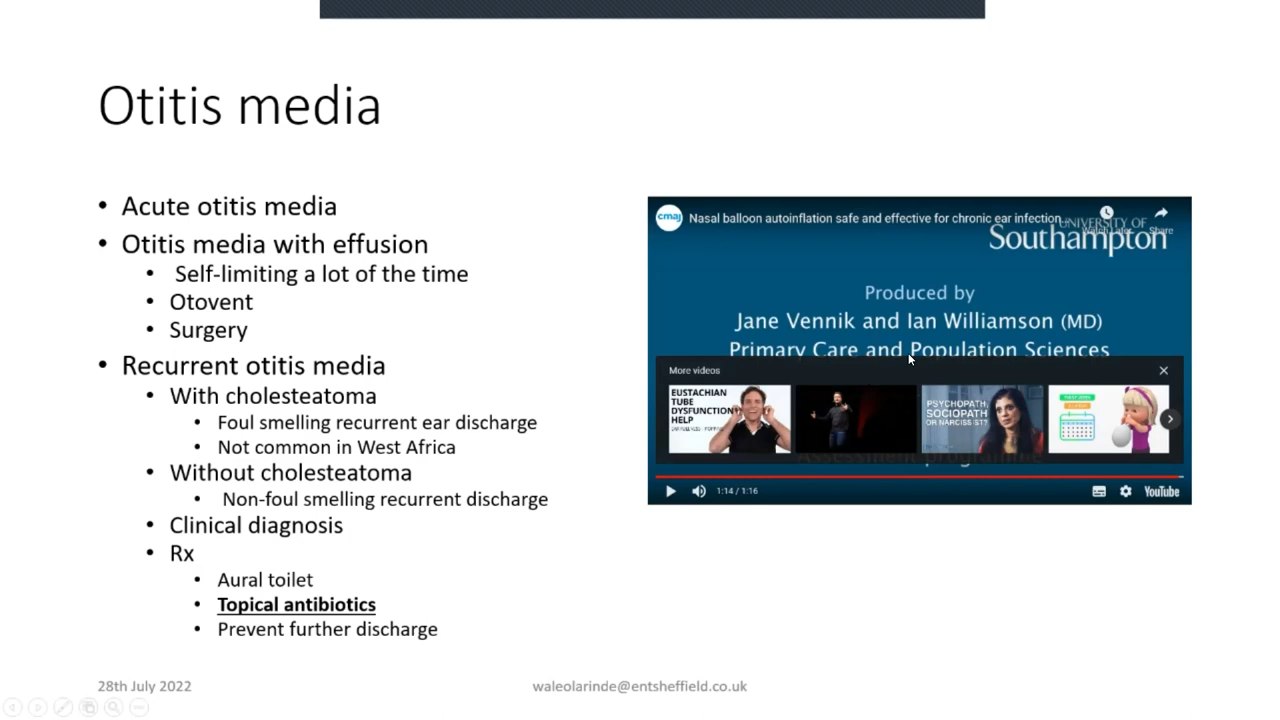 Otitis media
• Acute otitis media
• Otitis media with effusion
• Self-limiting a lot of the time
• Otovent
• Surgery
• Recurrent otitis media
• With cholesteatoma
• Foul smelling recurrent ear discharge
• Not common in West Africa
• Without cholesteatoma
• Non-foul smelling recurrent discharge
• Clinical diagnosis
• Rx
• Aural toilet
• Topical antibiotics
• Prevent further discharge
cmaj Nasal balloon autoinflation safe and effective for chronic ear infection
UNIVERSITY OF
Watch Later Share
Southampton
Produced by
Jane Vennik and Ian Williamson (MD)
Primary Care and Population Sciences
More videos
EUSTACHIAN
TUBE
DYSFUNCTION
HELP
PSYCHOPATH,
SOCIOPATH
OR NARCISSIST?
1:14 / 1:16
YouTube
28th July 2022
waleolarinde@entsheffield.co.uk